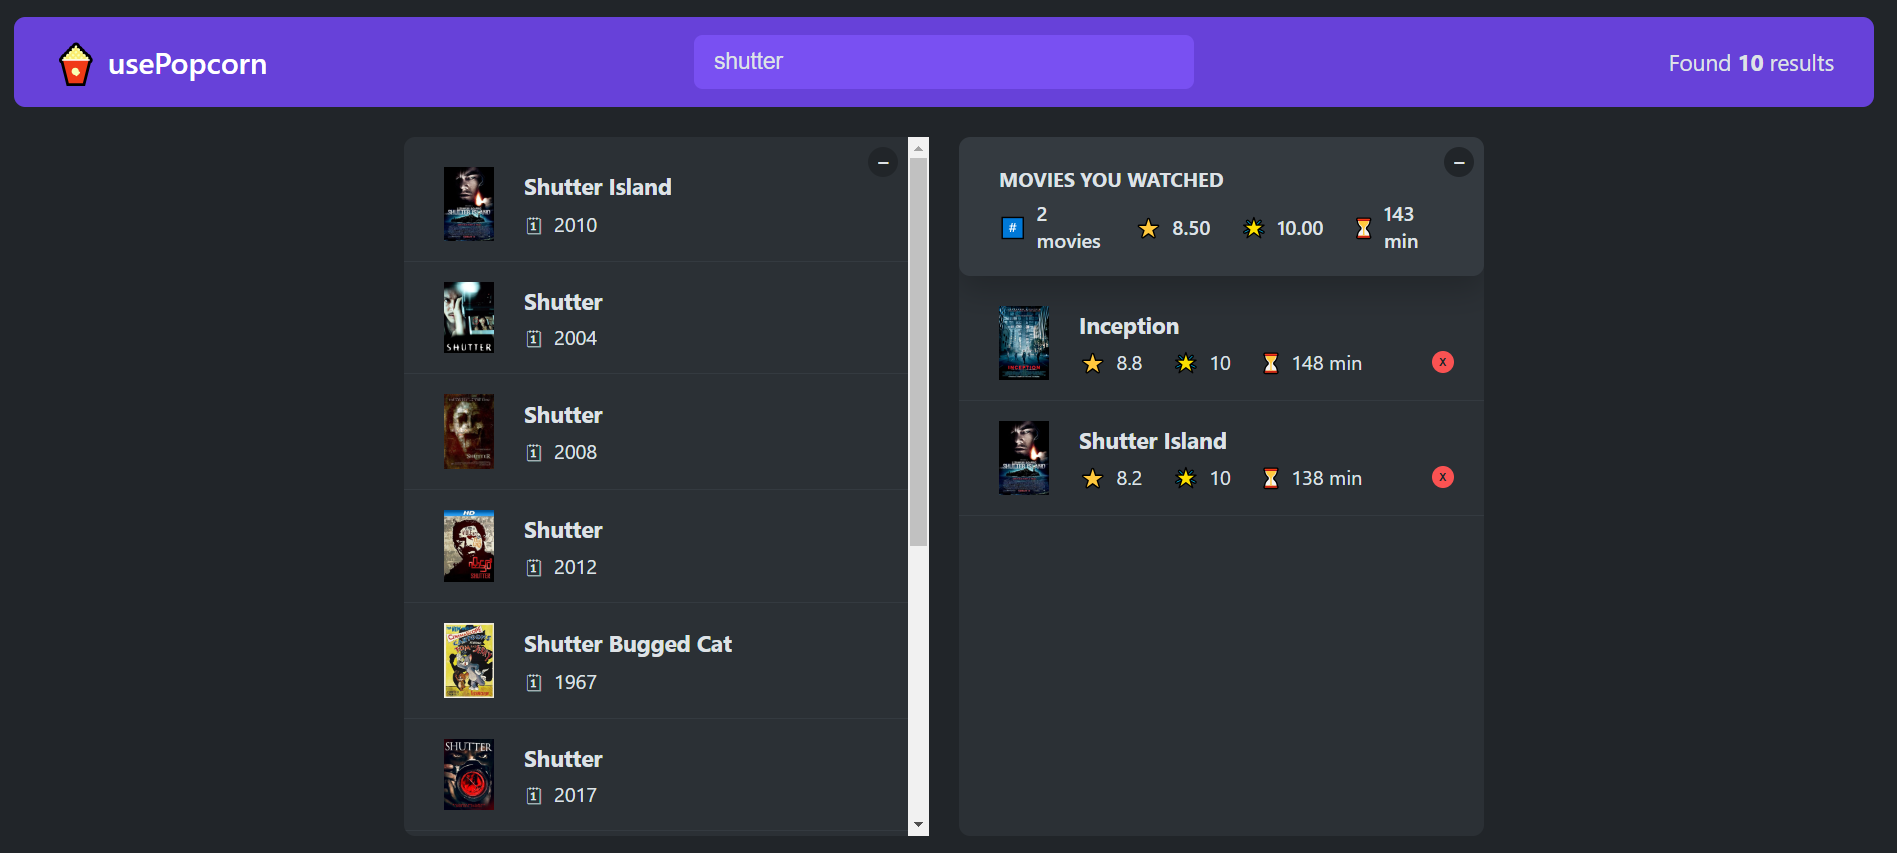 usePopcorn
shutter
Found 10 results
Shutter Island
2010
Shutter
2004
Shutter
2008
Shutter
2012
Shutter Bugged Cat
1967
Shutter
2017
MOVIES YOU WATCHED
2 movies
8.50
10.00
143 min
Inception
8.8 10 148 min
Shutter Island
8.2 10 138 min
SHUTTER
SHUTTER
INCEPTION
HD